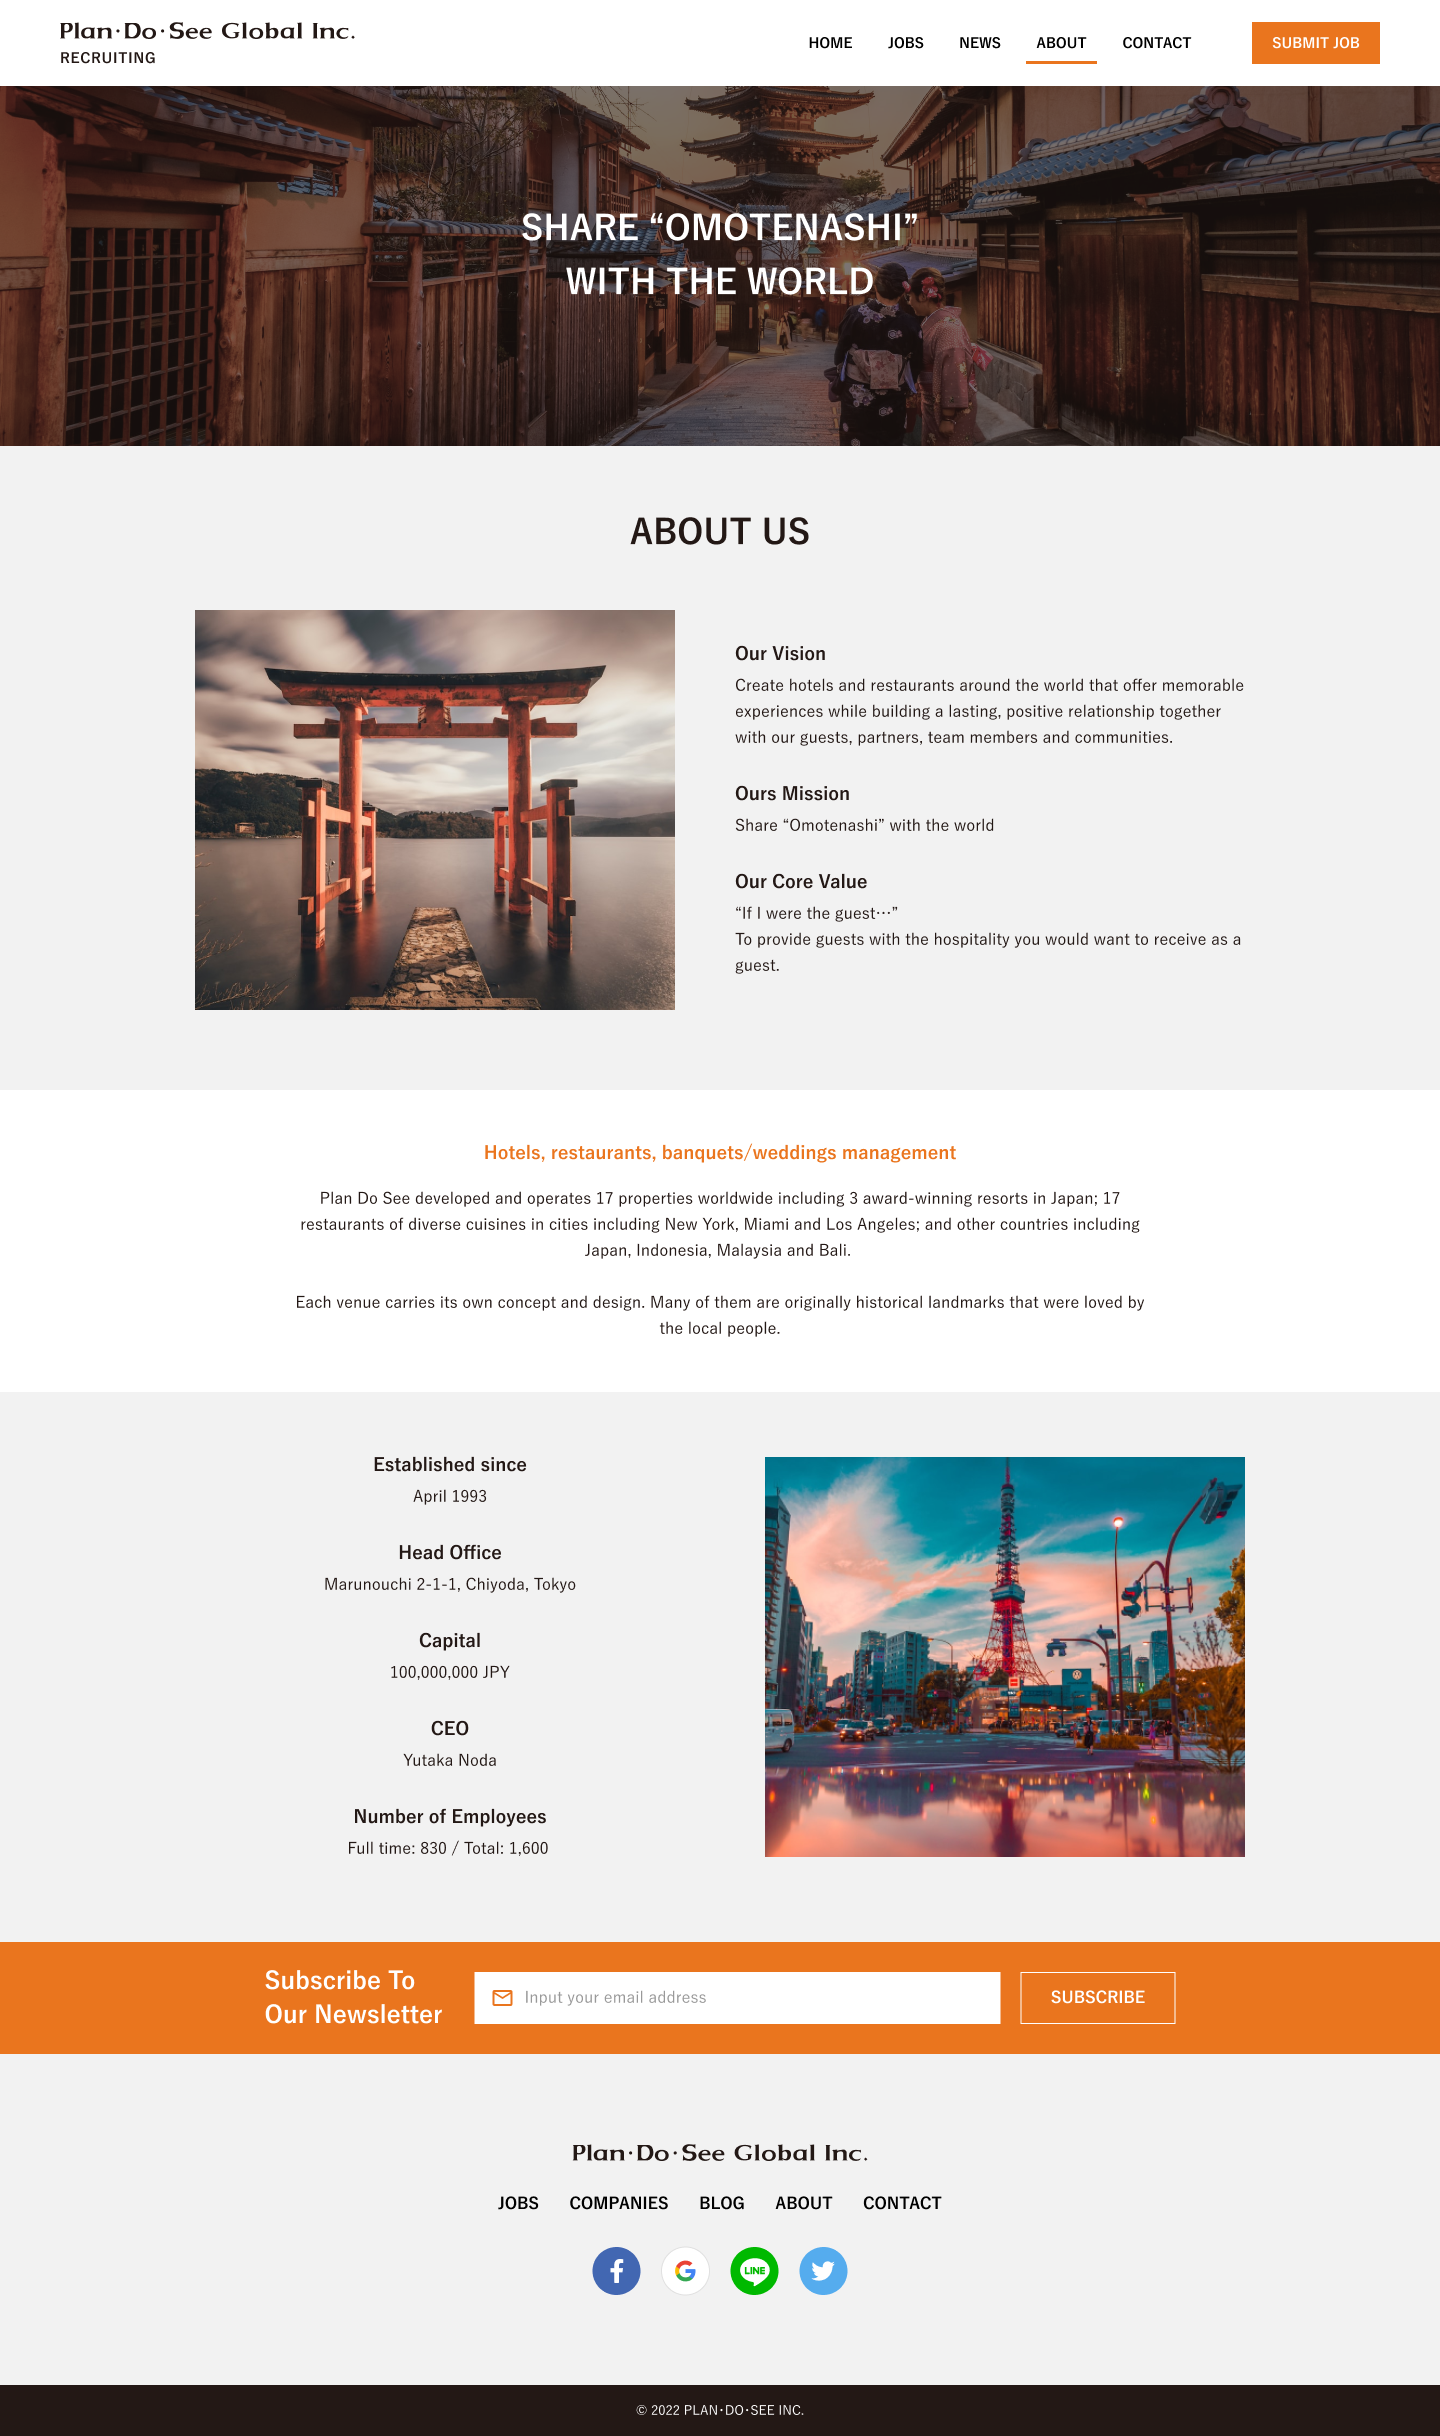 Plan·Do·See Global Inc.
RECRUITING
HOME JOBS NEWS ABOUT CONTACT SUBMIT JOB
SHARE “OMOTENASHI”
WITH THE WORLD
ABOUT US
Our Vision
Create hotels and restaurants around the world that offer memorable
experiences while building a lasting, positive relationship together
with our guests, partners, team members and communities.
Ours Mission
Share “Omotenashi” with the world
Our Core Value
“If I were the guest…”
To provide guests with the hospitality you would want to receive as a
guest.
Hotels, restaurants, banquets/weddings management
Plan Do See developed and operates 17 properties worldwide including 3 award-winning resorts in Japan; 17
restaurants of diverse cuisines in cities including New York, Miami and Los Angeles; and other countries including
Japan, Indonesia, Malaysia and Bali.
Each venue carries its own concept and design. Many of them are originally historical landmarks that were loved by
the local people.
Established since
April 1993
Head Office
Marunouchi 2-1-1, Chiyoda, Tokyo
Capital
100,000,000 JPY
CEO
Yutaka Noda
Number of Employees
Full time: 830 / Total: 1,600
Subscribe To
Our Newsletter
Input your email address
SUBSCRIBE
Plan·Do·See Global Inc.
JOBS COMPANIES BLOG ABOUT CONTACT
LINE
© 2022 PLAN･DO･SEE INC.